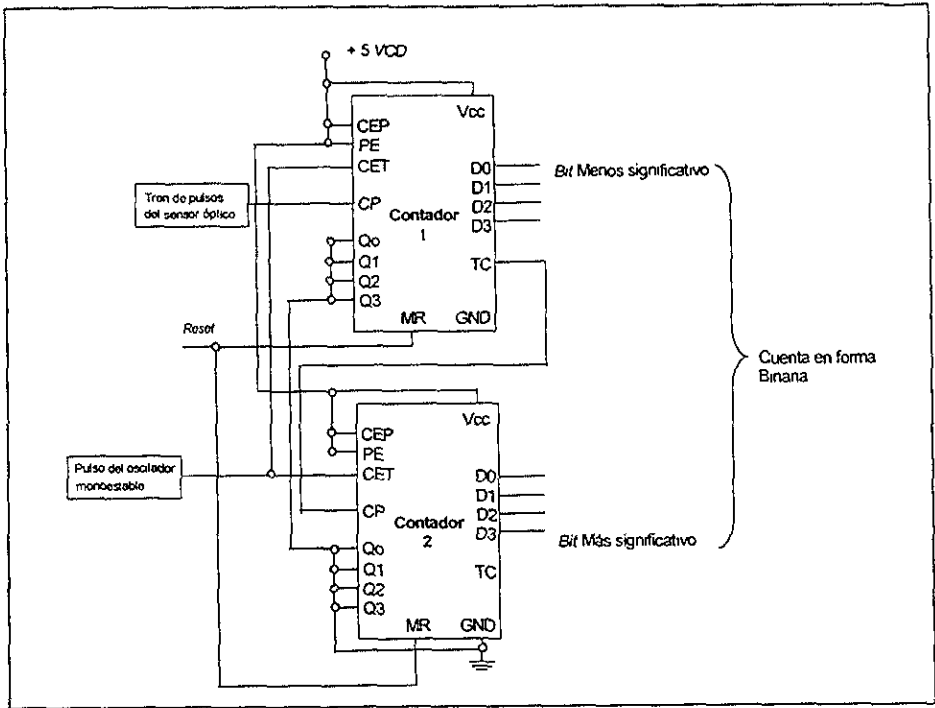 + 5 VCD
Vcc
CEP
PE
CET
CP
Qo
Q1
Q2
Q3
D0
D1
D2
D3
TC
Contador
1
MR GND
Tren de pulsos
del sensor óptico
Bit Menos significativo
Reset
Cuenta en forma
Binaria
Vcc
CEP
PE
CET
CP
Qo
Q1
Q2
Q3
D0
D1
D2
D3
TC
Contador
2
MR GND
Pulso del oscilador
monoestable
Bit Más significativo